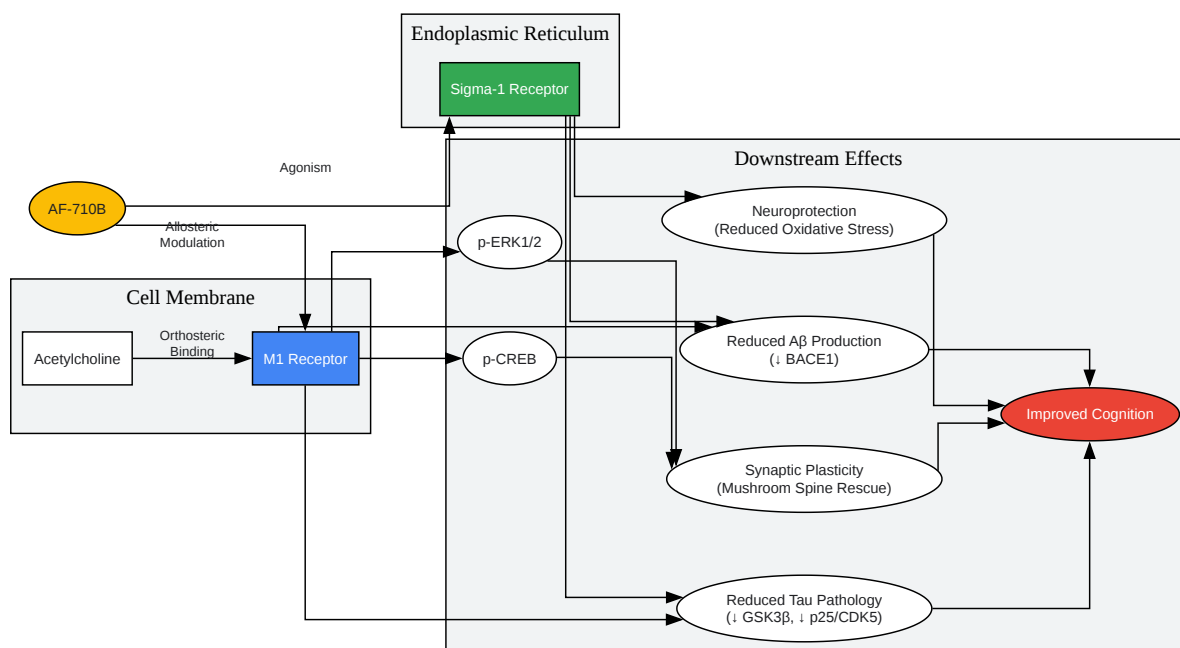 Endoplasmic Reticulum
Sigma-1 Receptor
Downstream Effects
Agonism
AF-710B
Allosteric
Modulation
Neuroprotection
(Reduced Oxidative Stress)
p-ERK1/2
Cell Membrane
Orthosteric
Binding
Acetylcholine
M1 Receptor
p-CREB
Reduced Aβ Production
(↓ BACE1)
Improved Cognition
Synaptic Plasticity
(Mushroom Spine Rescue)
Reduced Tau Pathology
(↓ GSK3β, ↓ p25/CDK5)